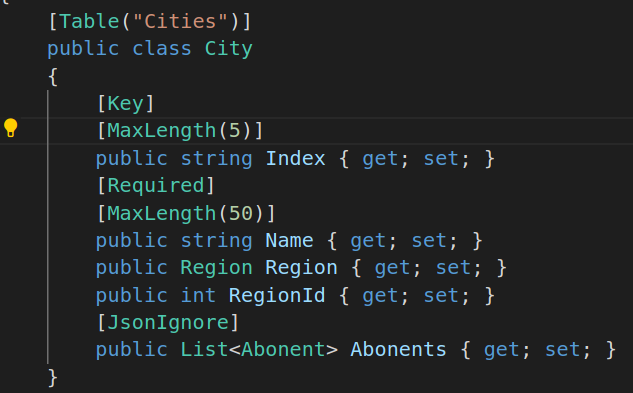 {
[Table("Cities")]
public class City
{
[Key]
[MaxLength(5)]
public string Index { get; set; }
[Required]
[MaxLength(50)]
public string Name { get; set; }
public Region Region { get; set; }
public int RegionId { get; set; }
[JsonIgnore]
public List<Abonent> Abonents { get; set; }
}